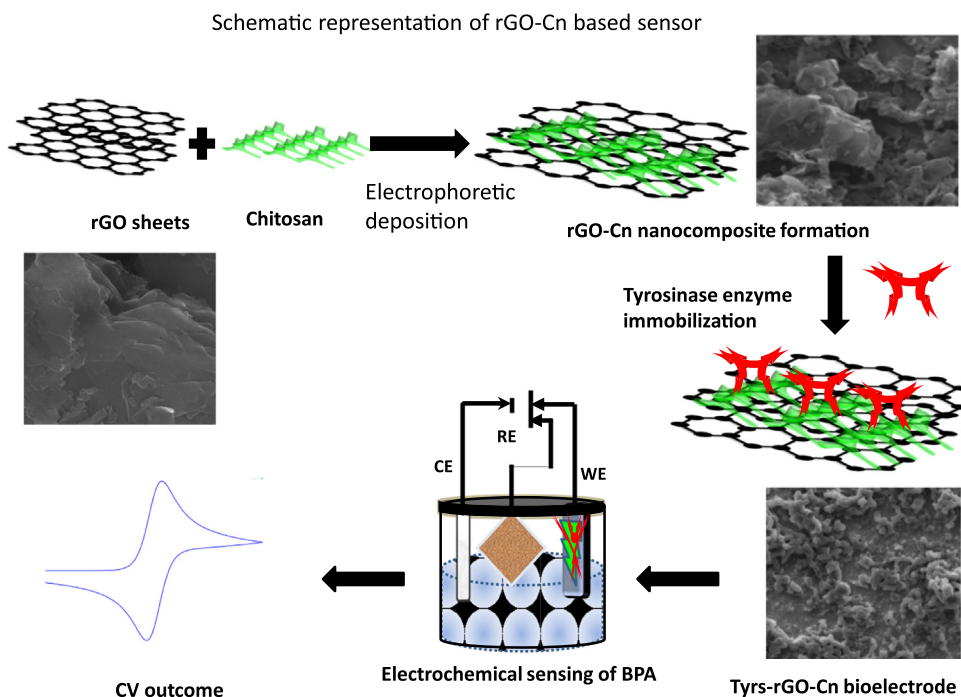 Schematic representation of rGO-Cn based sensor
rGO sheets
Chitosan
Electrophoretic
deposition
rGO-Cn nanocomposite formation
Tyrosinase enzyme
immobilization
RE
CE
WE
Electrochemical sensing of BPA
Tyrs-rGO-Cn bioelectrode
CV outcome